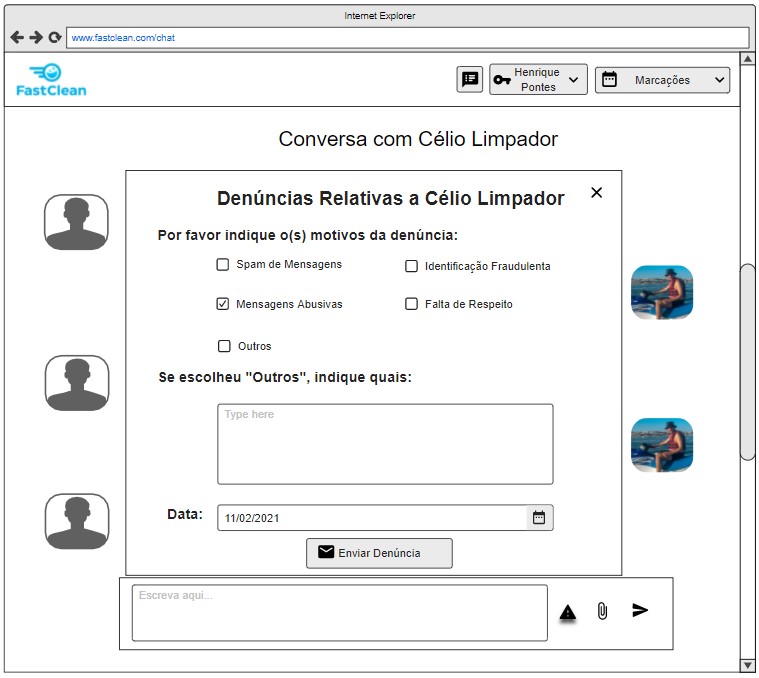 Internet Explorer
www.fastclean.com/chat
FastClean
Henrique
Pontes
Marcações
Conversa com Célio Limpador
Denúncias Relativas a Célio Limpador
Por favor indique o(s) motivos da denúncia:
Spam de Mensagens
Identificação Fraudulenta
Mensagens Abusivas
Falta de Respeito
Outros
Se escolheu "Outros", indique quais:
Type here
Data:
11/02/2021
Enviar Denúncia
Escreva aqui...